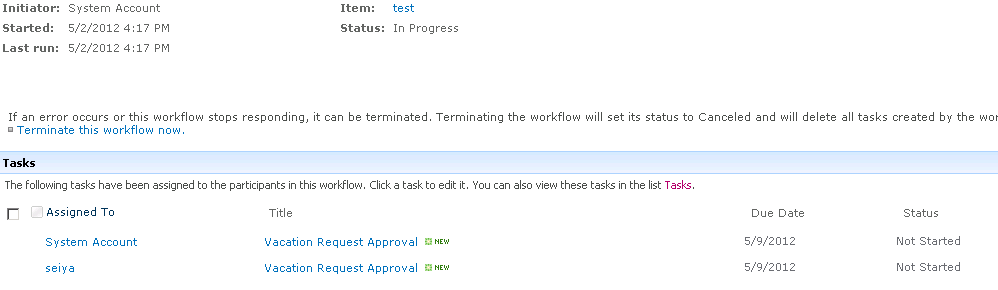 Initiator: System Account Item: test
Started: 5/2/2012 4:17 PM Status: In Progress
Last run: 5/2/2012 4:17 PM
If an error occurs or this workflow stops responding, it can be terminated. Terminating the workflow will set its status to Canceled and will delete all tasks created by the
Terminate this workflow now.
Tasks
The following tasks have been assigned to the participants in this workflow. Click a task to edit it. You can also view these tasks in the list Tasks.
Assigned To Title Due Date Status
System Account Vacation Request Approval NEW 5/9/2012 Not Started
seiya Vacation Request Approval NEW 5/9/2012 Not Started